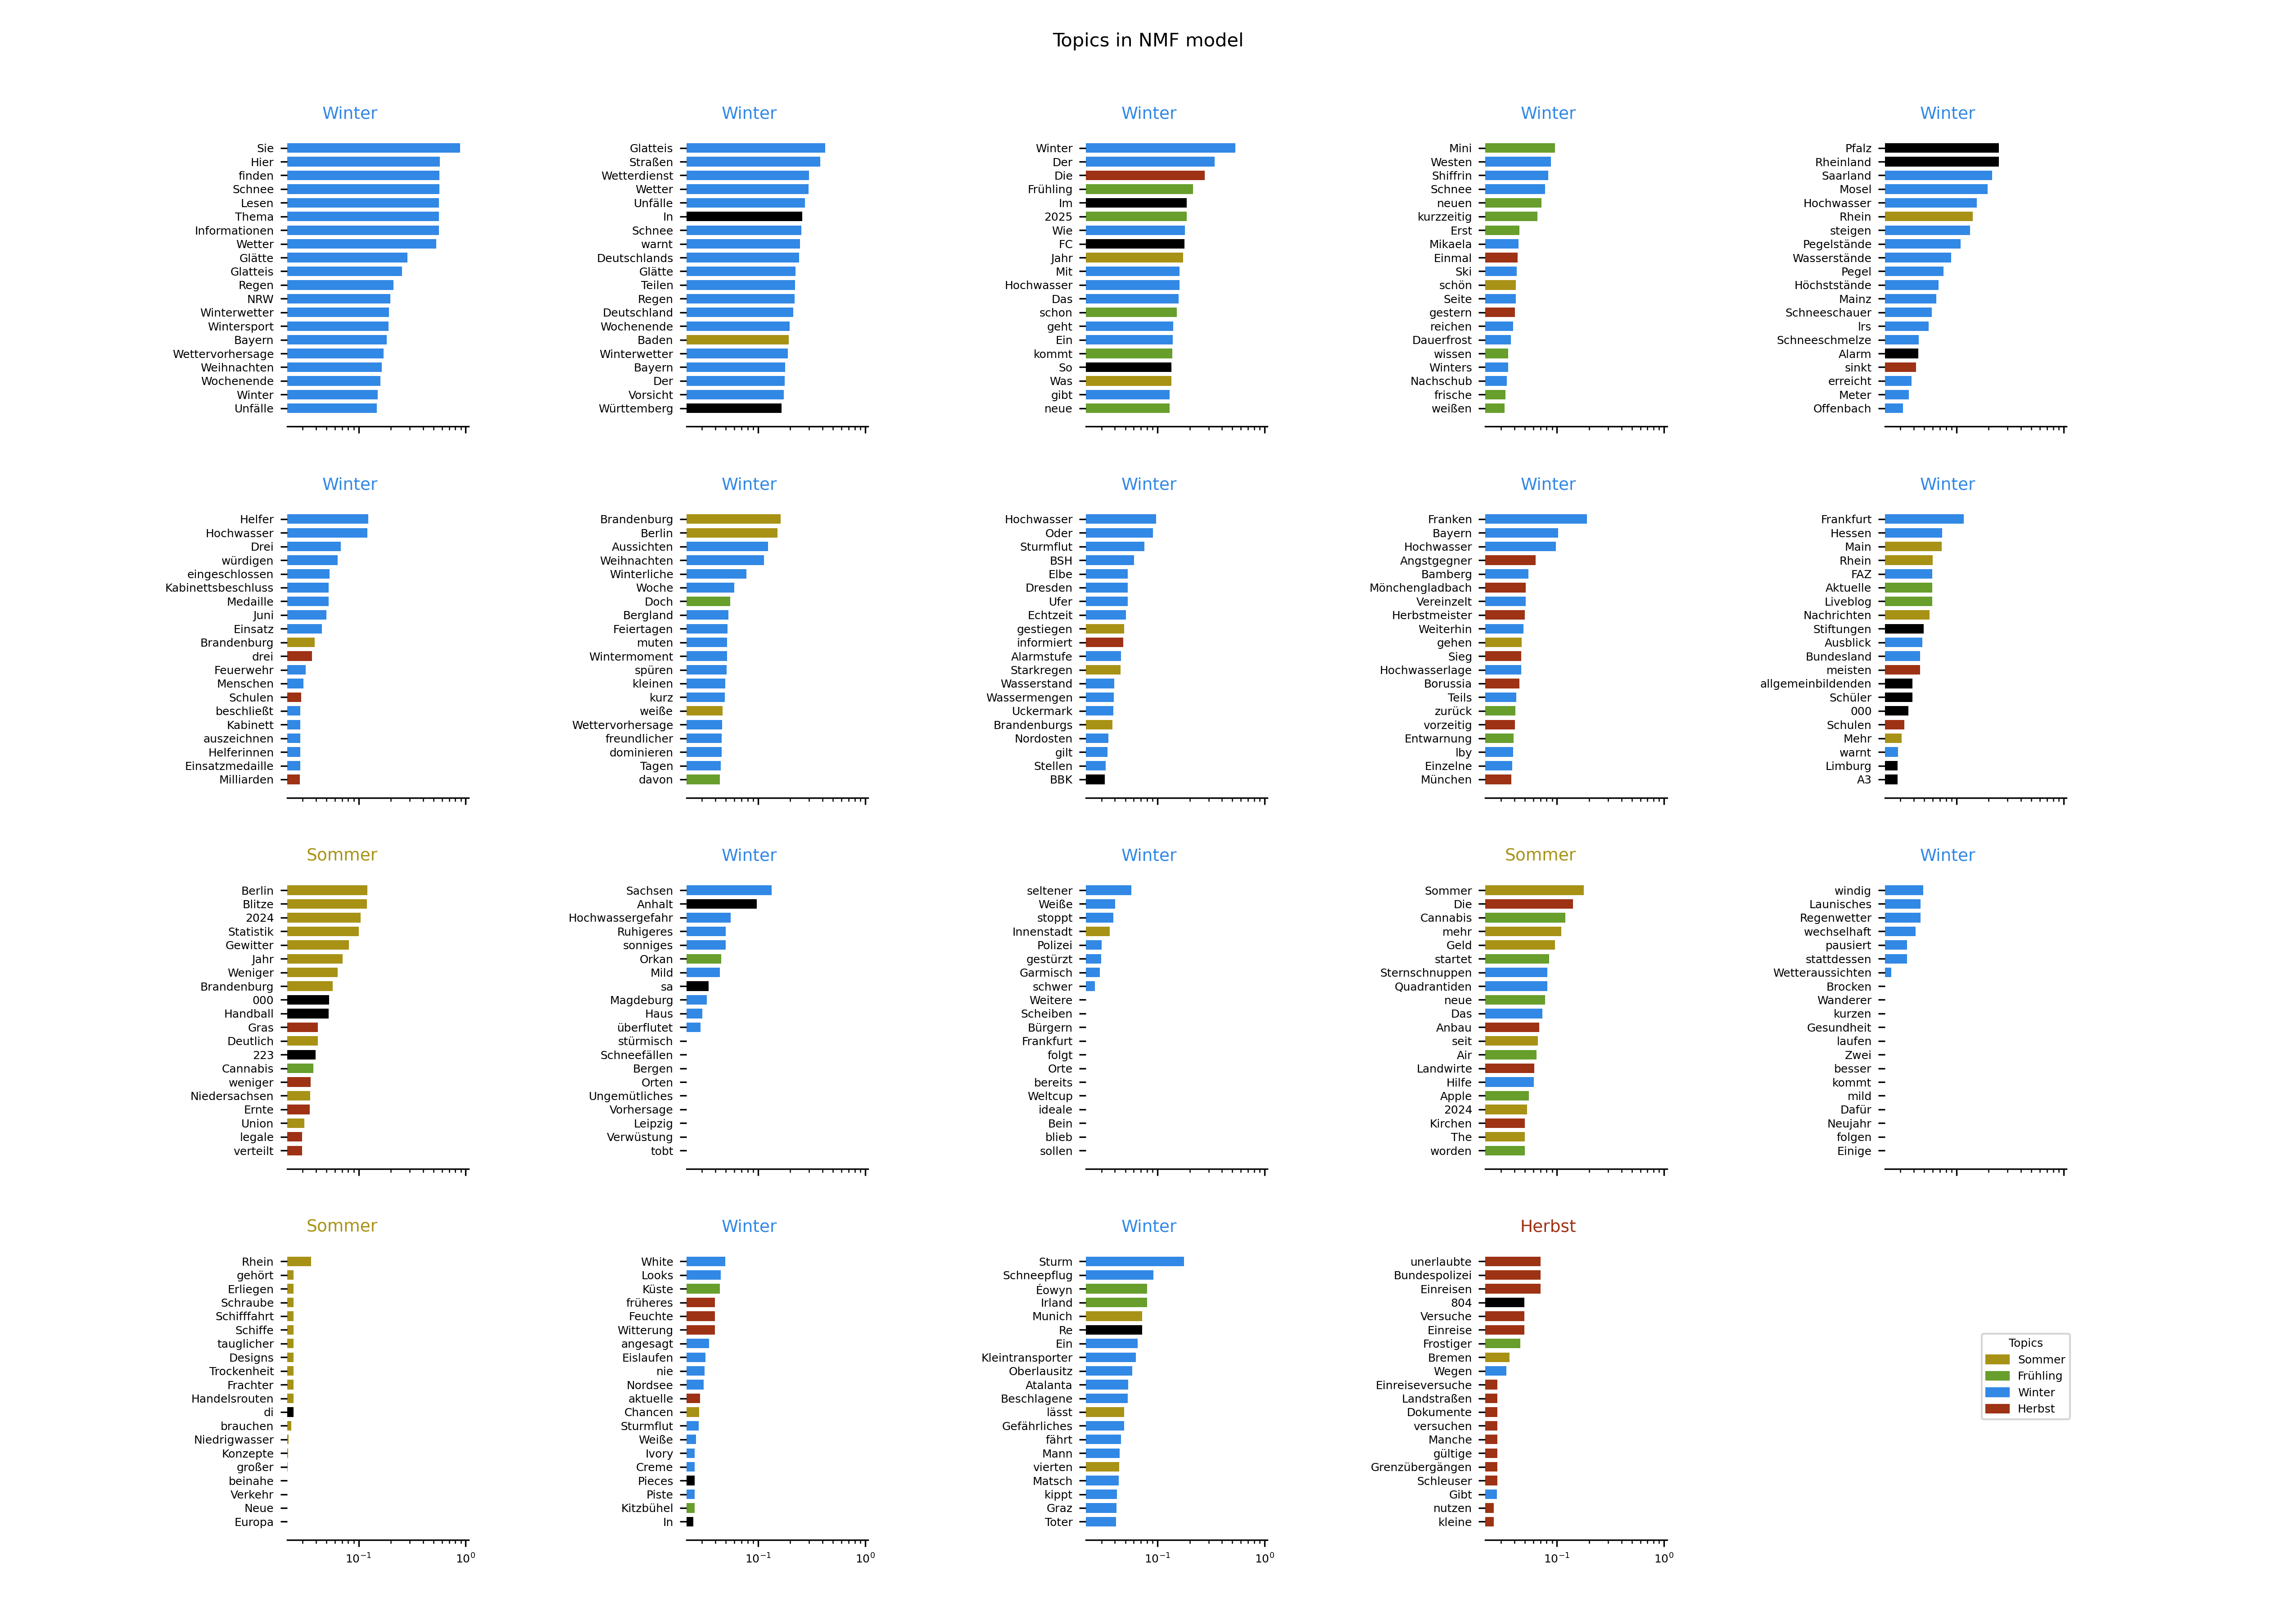 Topics in NMF model
Winter
Sie
Hier
finden
Schnee
Lesen
Thema
Informationen
Wetter
Glätte
Glatteis
Regen
NRW
Winterwetter
Wintersport
Bayern
Wettervorhersage
Weihnachten
Wochenende
Winter
Unfälle
Winter
Glatteis
Straßen
Wetterdienst
Wetter
Unfälle
In
Schnee
warnt
Deutschlands
Glätte
Teilen
Regen
Deutschland
Wochenende
Baden
Winterwetter
Bayern
Der
Vorsicht
Württemberg
Winter
Winter
Der
Die
Frühling
Im
2025
Wie
FC
Jahr
Mit
Hochwasser
Das
schon
geht
Ein
kommt
So
Was
gibt
neue
Winter
Mini
Westen
Shiffrin
Schnee
neuen
kurzzeitig
Erst
Mikaela
Einmal
Ski
schön
Seite
gestern
reichen
Dauerfrost
wissen
Winters
Nachschub
frische
weißen
Winter
Pfalz
Rheinland
Saarland
Mosel
Hochwasser
Rhein
steigen
Pegelstände
Wasserstände
Pegel
Höchststände
Mainz
Schneeschauer
lrs
Schneeschmelze
Alarm
sinkt
erreicht
Meter
Offenbach
Winter
Helfer
Hochwasser
Drei
würdigen
eingeschlossen
Kabinettsbeschluss
Medaille
Juni
Einsatz
Brandenburg
drei
Feuerwehr
Menschen
Schulen
beschließt
Kabinett
auszeichnen
Helferinnen
Einsatzmedaille
Milliarden
Winter
Brandenburg
Berlin
Aussichten
Weihnachten
Winterliche
Woche
Doch
Bergland
Feiertagen
muten
Wintermoment
spüren
kleinen
kurz
weiße
Wettervorhersage
freundlicher
dominieren
Tagen
davon
Winter
Hochwasser
Oder
Sturmflut
BSH
Elbe
Dresden
Ufer
Echtzeit
gestiegen
informiert
Alarmstufe
Starkregen
Wasserstand
Wassermengen
Uckermark
Brandenburgs
Nordosten
gilt
Stellen
BBK
Winter
Franken
Bayern
Hochwasser
Angstgegner
Bamberg
Mönchengladbach
Vereinzelt
Herbstmeister
Weiterhin
gehen
Sieg
Hochwasserlage
Borussia
Teils
zurück
vorzeitig
Entwarnung
lby
Einzelne
München
Winter
Frankfurt
Hessen
Main
Rhein
FAZ
Aktuelle
Liveblog
Nachrichten
Stiftungen
Ausblick
Bundesland
meisten
allgemeinbildenden
Schüler
000
Schulen
Mehr
warnt
Limburg
A3
Sommer
Berlin
Blitze
2024
Statistik
Gewitter
Jahr
Weniger
Brandenburg
000
Handball
Gras
Deutlich
223
Cannabis
weniger
Niedersachsen
Ernte
Union
legale
verteilt
Winter
Sachsen
Anhalt
Hochwassergefahr
Ruhigeres
sonniges
Orkan
Mild
sa
Magdeburg
Haus
überflutet
stürmisch
Schneefällen
Bergen
Orten
Ungemütliches
Vorhersage
Leipzig
Verwüstung
tobt
Winter
seltener
Weiße
stoppt
Innenstadt
Polizei
gestürzt
Garmisch
schwer
Weitere
Scheiben
Bürgern
Frankfurt
folgt
Orte
bereits
Weltcup
ideale
Bein
blieb
sollen
Sommer
Sommer
Die
Cannabis
mehr
Geld
startet
Sternschnuppen
Quadrantiden
neue
Das
Anbau
seit
Air
Landwirte
Hilfe
Apple
2024
Kirchen
The
worden
Winter
windig
Launisches
Regenwetter
wechselhaft
pausiert
stattdessen
Wetteraussichten
Brocken
Wanderer
kurzen
Gesundheit
laufen
Zwei
besser
kommt
mild
Dafür
Neujahr
folgen
Einige
Sommer
Rhein
gehört
Erliegen
Schraube
Schifffahrt
Schiffe
tauglicher
Designs
Trockenheit
Frachter
Handelsrouten
di
brauchen
Niedrigwasser
Konzepte
großer
beinahe
Verkehr
Neue
Europa
10⁻¹ 10⁰
Winter
White
Looks
Küste
früheres
Feuchte
Witterung
angesagt
Eislaufen
nie
Nordsee
aktuelle
Chancen
Sturmflut
Weiße
Ivory
Creme
Pieces
Piste
Kitzbühel
In
10⁻¹ 10⁰
Winter
Sturm
Schneepflug
Éowyn
Irland
Munich
Re
Ein
Kleintransporter
Oberlausitz
Atalanta
Beschlagene
lässt
Gefährliches
fährt
Mann
vierten
Matsch
kippt
Graz
Toter
10⁻¹ 10⁰
Herbst
unerlaubte
Bundespolizei
Einreisen
804
Versuche
Einreise
Frostiger
Bremen
Wegen
Einreiseversuche
Landstraßen
Dokumente
versuchen
Manche
gültige
Grenzübergängen
Schleuser
Gibt
nutzen
kleine
10⁻¹ 10⁰
Topics
Sommer
Frühling
Winter
Herbst